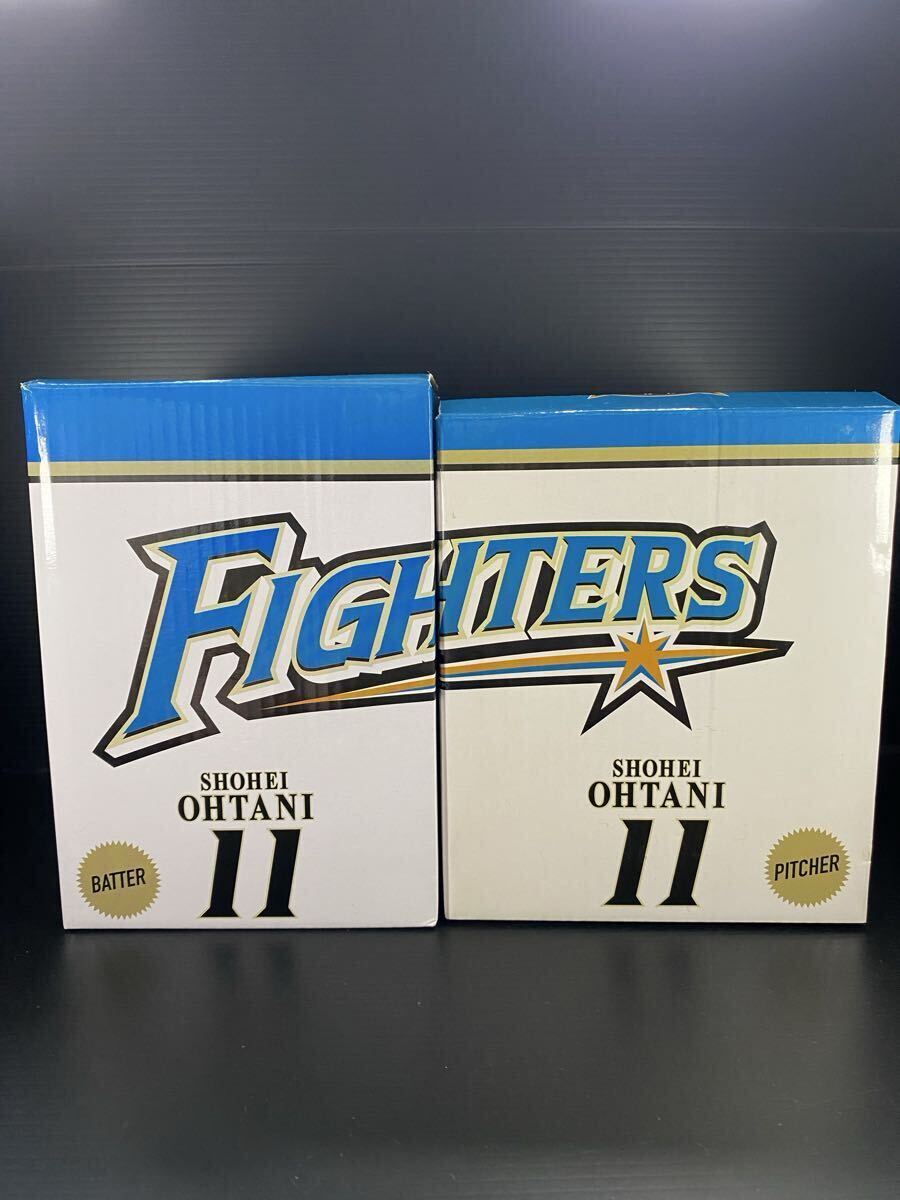 FIGHTERS
SHOHEI
OHTANI
11
BATTER
SHOHEI
OHTANI
11
PITCHER